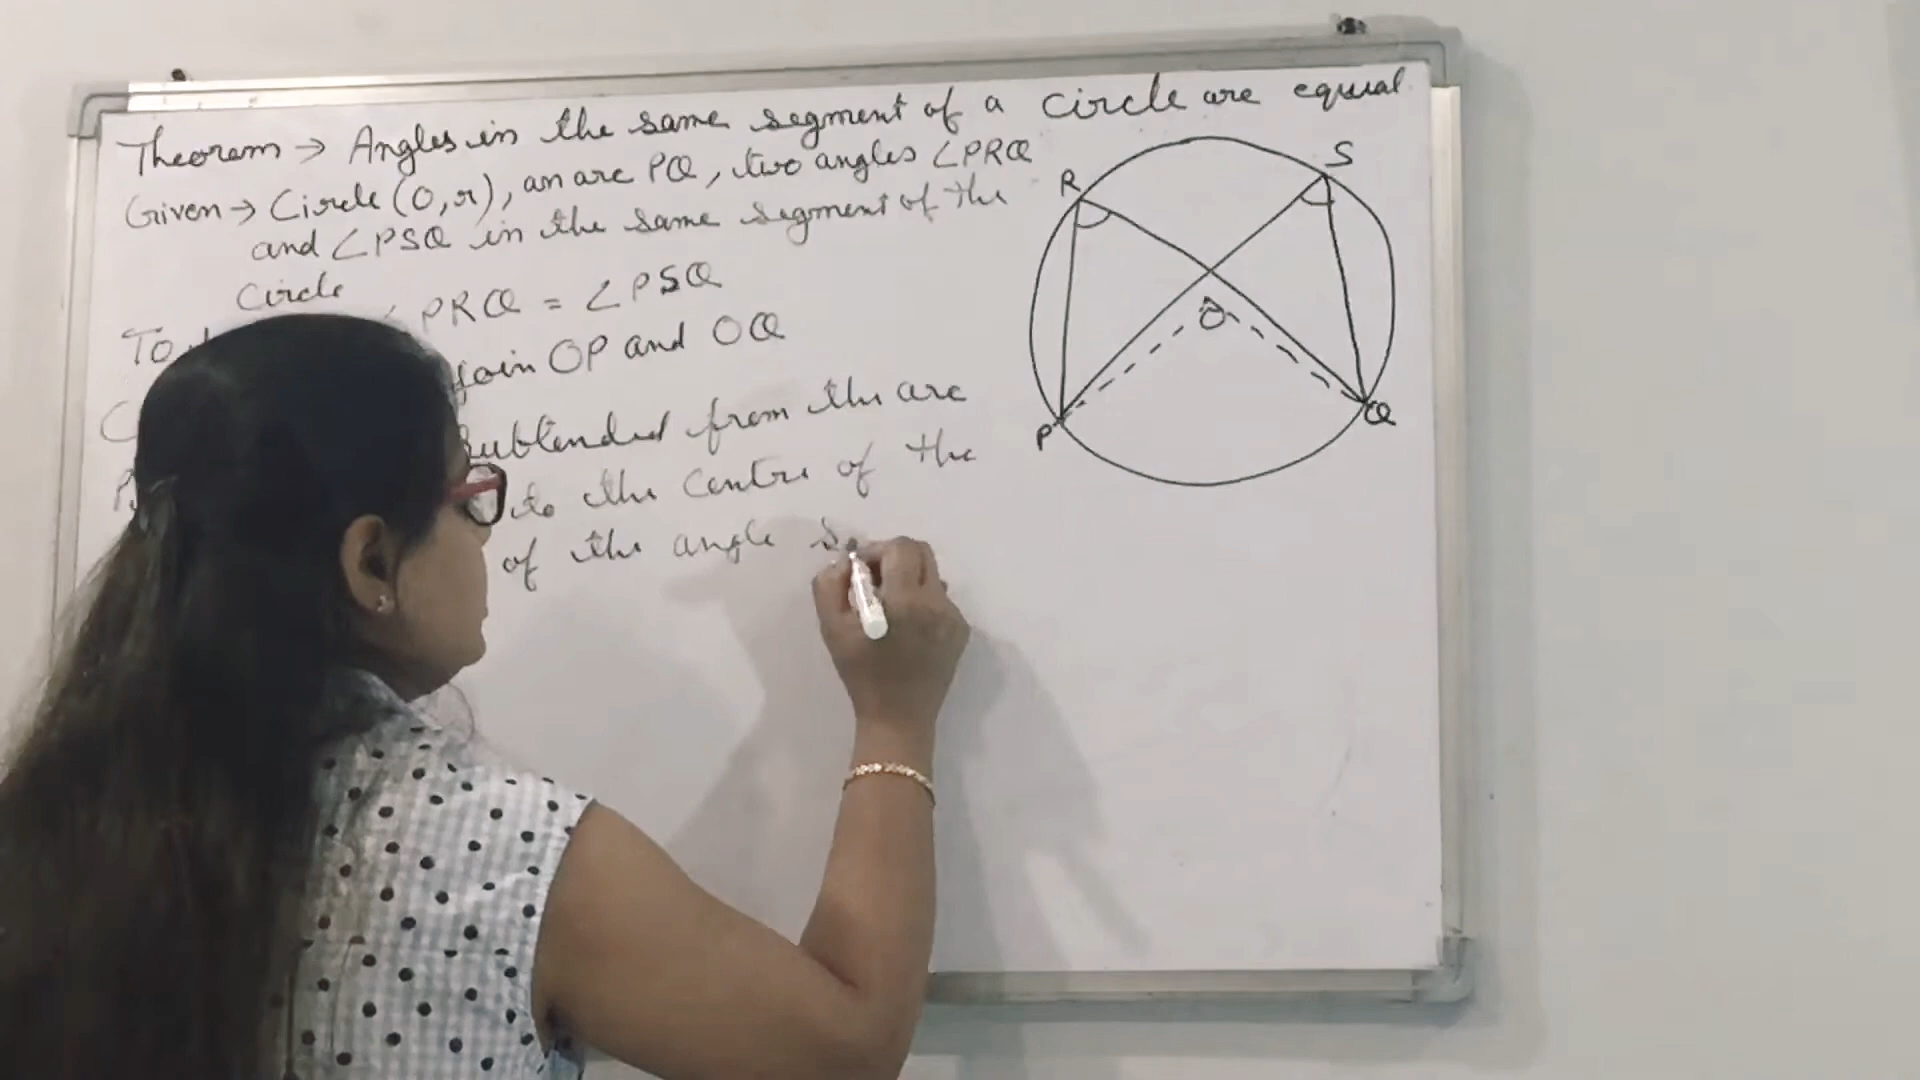 Theorem → Angles in the same segment of a circle are equal
Given → Circle (O,r), an arc PQ, two angles ∠PRQ
and ∠PSQ in the same segment of the
Circle
To ∠PRQ = ∠PSQ
join OP and OQ
Subtended from the arc
to the Centre of the
of the angle
R
S
O
P
Q